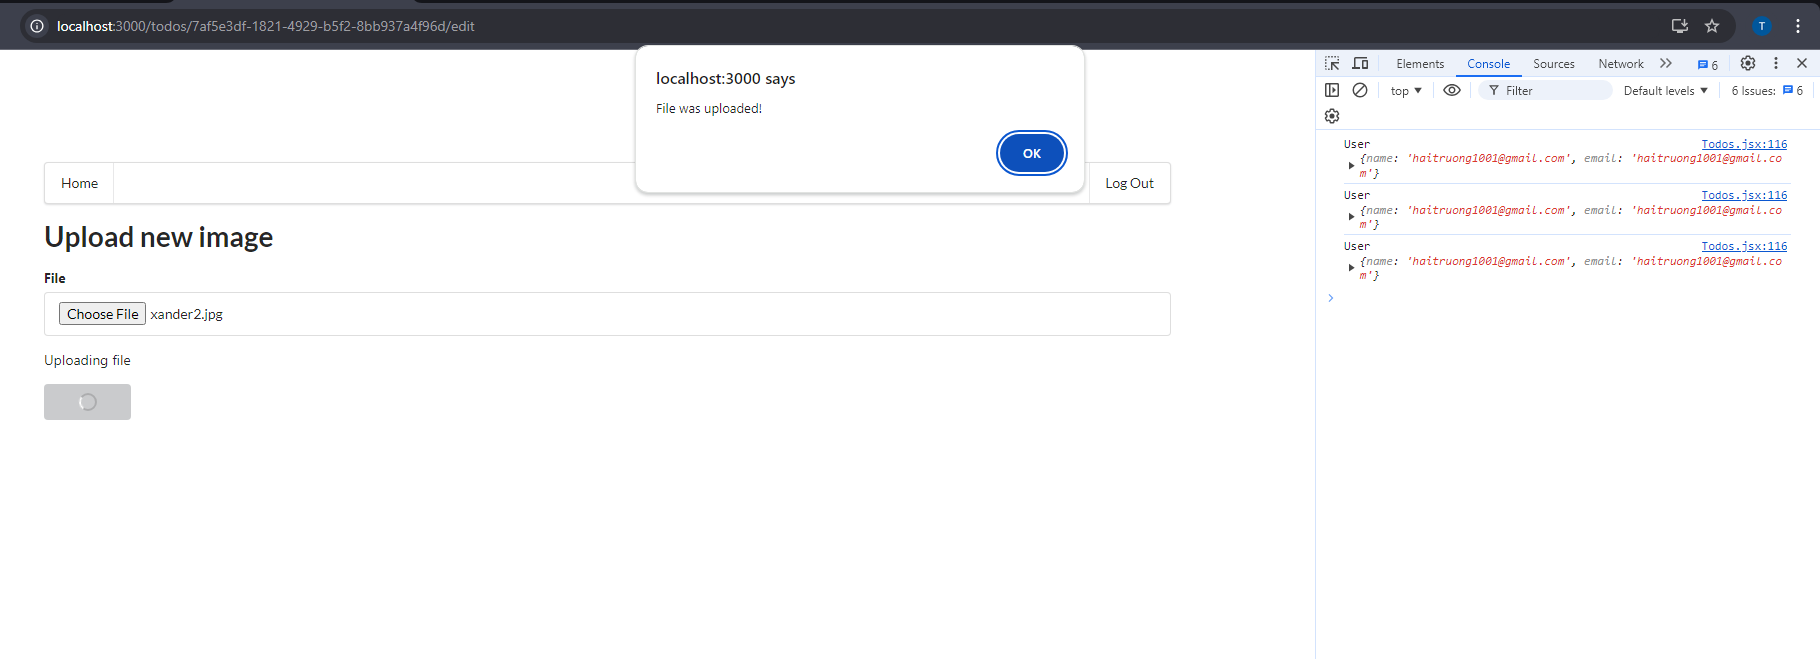 localhost:3000/todos/7af5e3df-1821-4929-b5f2-8bb937a4f96d/edit
T
localhost:3000 says
File was uploaded!
OK
Home
Log Out
Upload new image
File
Choose File xander2.jpg
Uploading file
Elements Console Sources Network 6
top Filter Default levels 6 Issues: 6
User Todos.jsx:116
{name: 'haitruong1001@gmail.com', email: 'haitruong1001@gmail.co
m'}
User Todos.jsx:116
{name: 'haitruong1001@gmail.com', email: 'haitruong1001@gmail.co
m'}
User Todos.jsx:116
{name: 'haitruong1001@gmail.com', email: 'haitruong1001@gmail.co
m'}